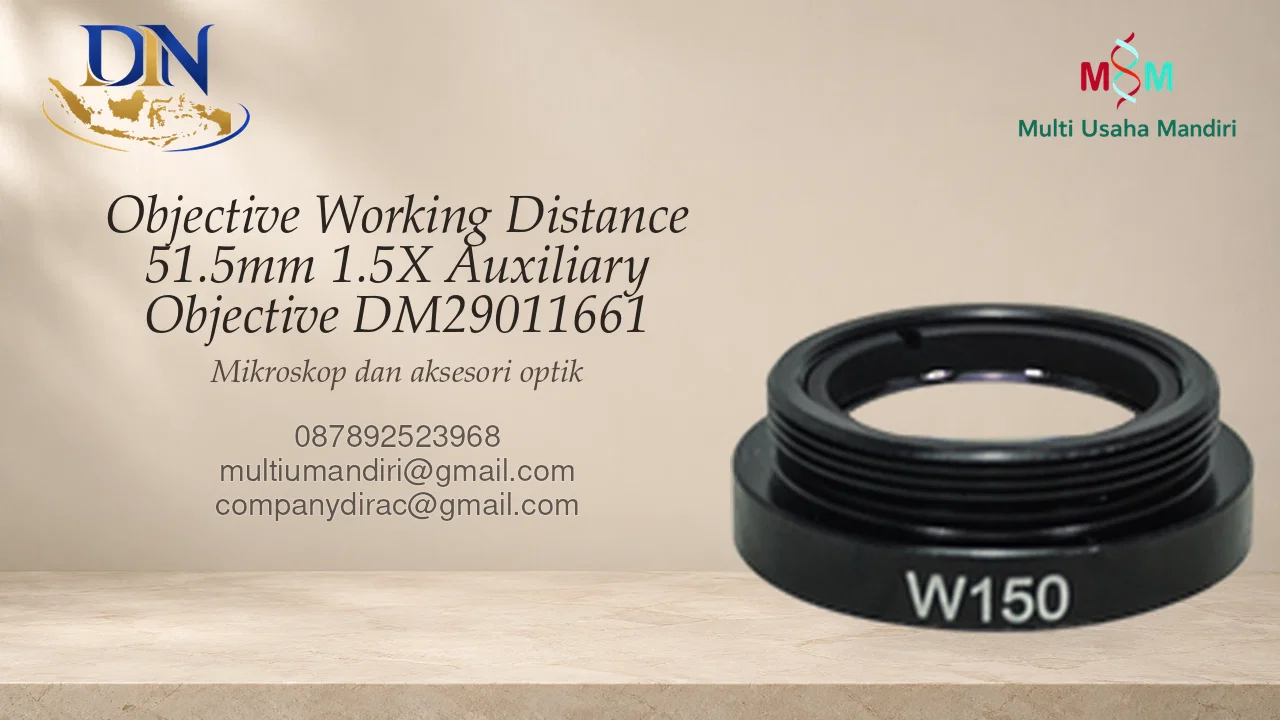 DN
M M
Multi Usaha Mandiri
Objective Working Distance
51.5mm 1.5X Auxiliary
Objective DM29011661
Mikroskop dan aksesori optik
087892523968
multiumandiri@gmail.com
companydirac@gmail.com
W150